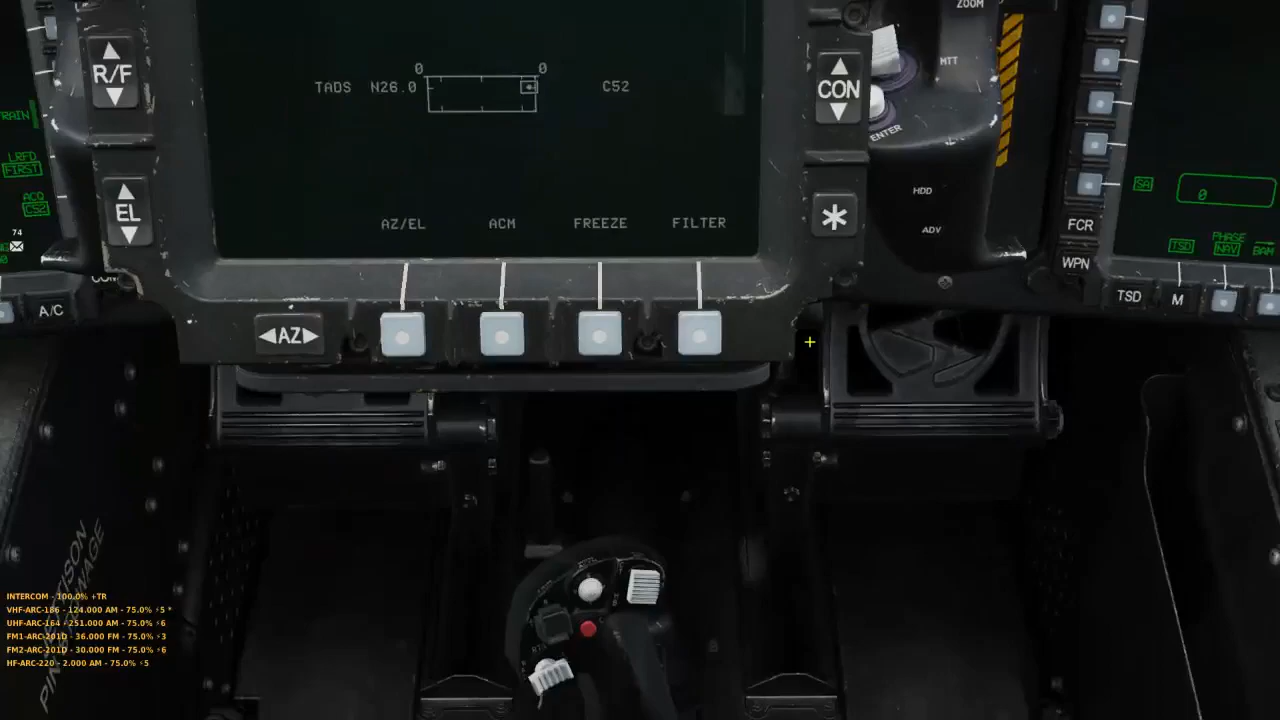 ZOOM
R/F
0 0
TADS N26.0 C52
CON
MTT
ENTER
TRAIN
LRFD
FIRST
ACQ
C52
EL
74
HDD
ADV
SA
0
FCR
AZ/EL ACM FREEZE FILTER
TSD
PHASE
NAV
BAM
WPN
TSD
M
COM
A/C
AZ
INTERCOM - 100.0% +TR
VHF-ARC-186 - 124.000 AM - 75.0% ⚡5 *
UHF-ARC-164 - 251.000 AM - 75.0% ⚡6
FM1-ARC-201D - 36.000 FM - 75.0% ⚡3
FM2-ARC-201D - 30.000 FM - 75.0% ⚡6
HF-ARC-220 - 2.000 AM - 75.0% ⚡5